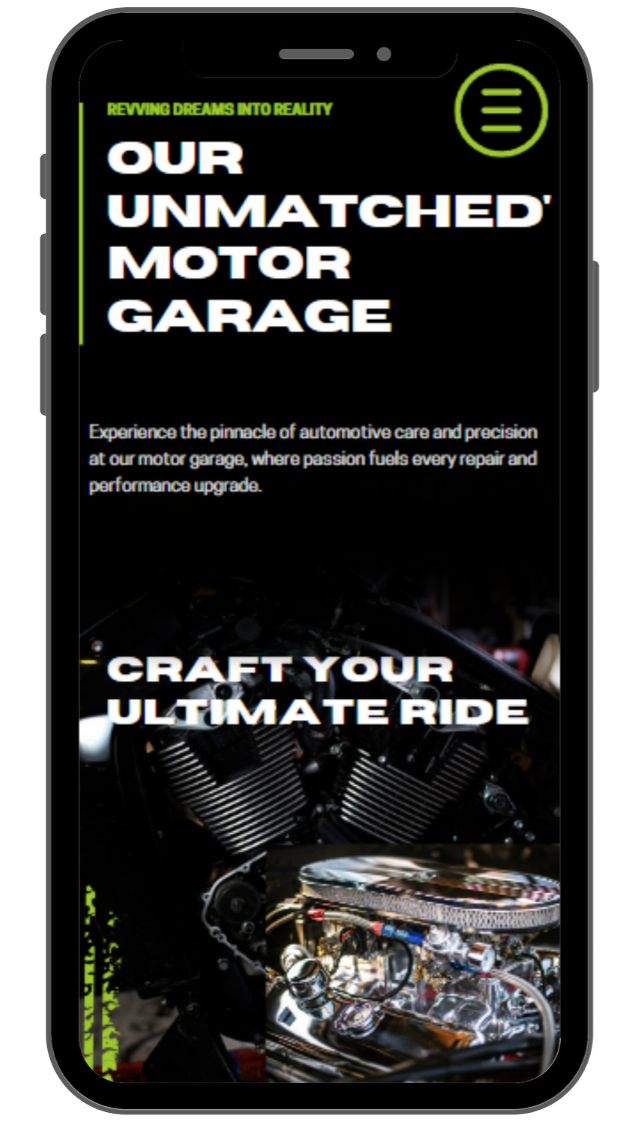 REVVING DREAMS INTO REALITY
OUR
UNMATCHED'
MOTOR
GARAGE
Experience the pinnacle of automotive care and precision
at our motor garage, where passion fuels every repair and
performance upgrade.
CRAFT YOUR
ULTIMATE RIDE